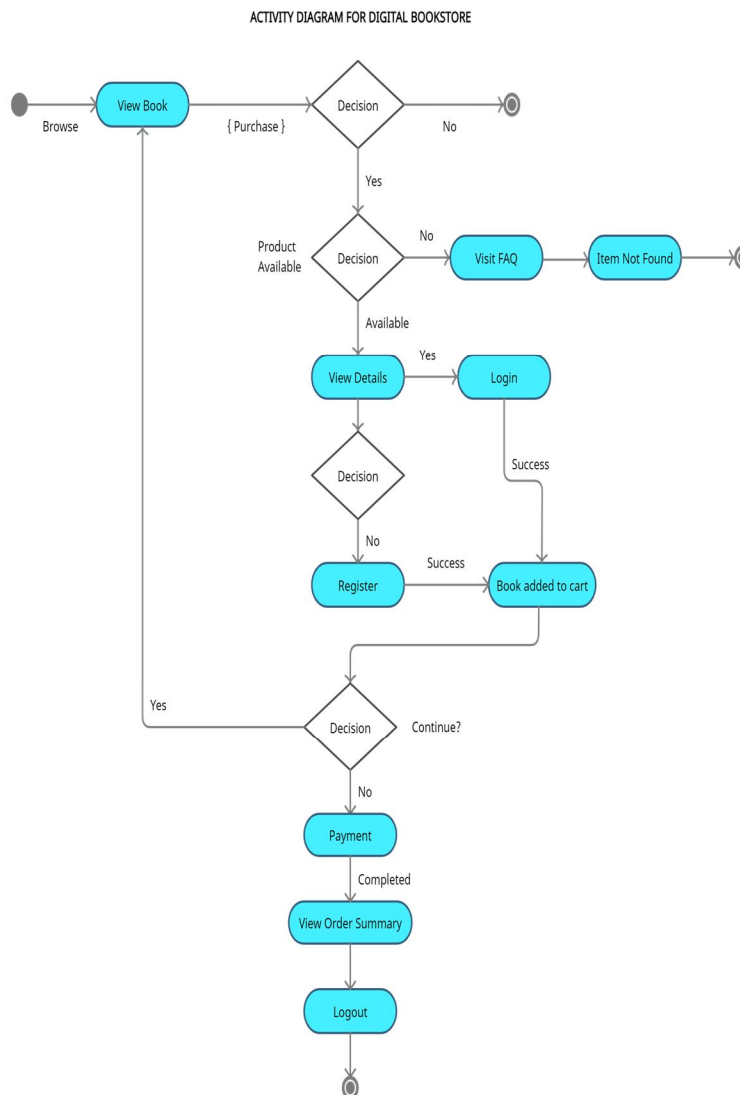 ACTIVITY DIAGRAM FOR DIGITAL BOOKSTORE
View Book
Decision
Browse
{ Purchase }
No
Yes
Product
Available
Decision
No
Visit FAQ
Item Not Found
Available
View Details
Yes
Login
Decision
Success
No
Register
Success
Book added to cart
Yes
Decision
Continue?
No
Payment
Completed
View Order Summary
Logout